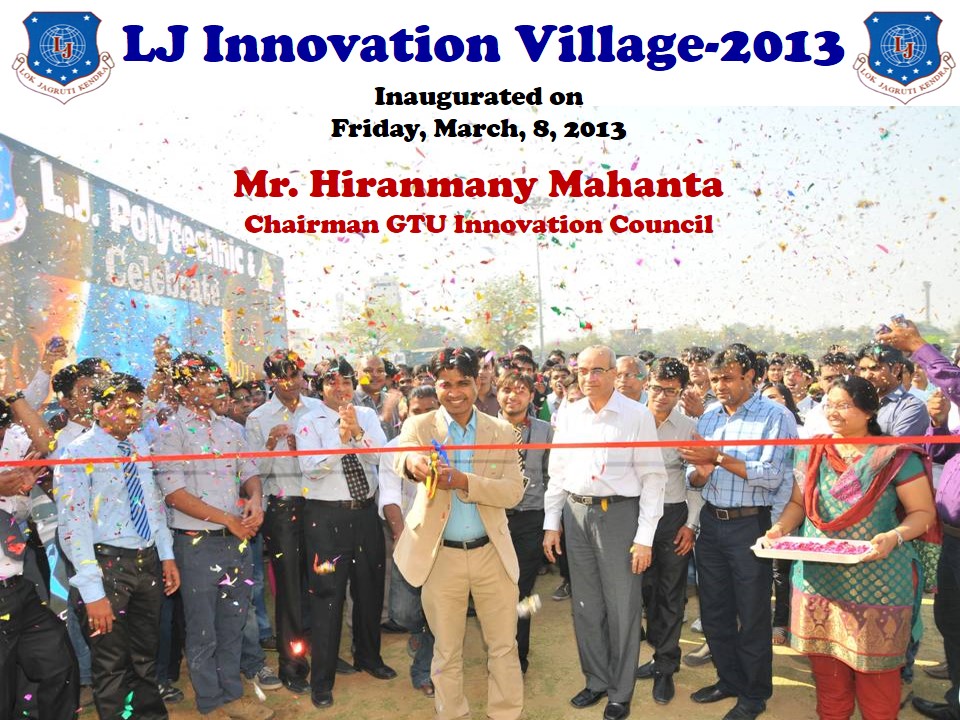 LJ
LOK JAGRUTI KENDRA
LJ Innovation Village-2013
LJ
LOK JAGRUTI KENDRA
Inaugurated on
Friday, March, 8, 2013
Mr. Hiranmany Mahanta
Chairman GTU Innovation Council
L.J. Polytechnic &
Celebrate